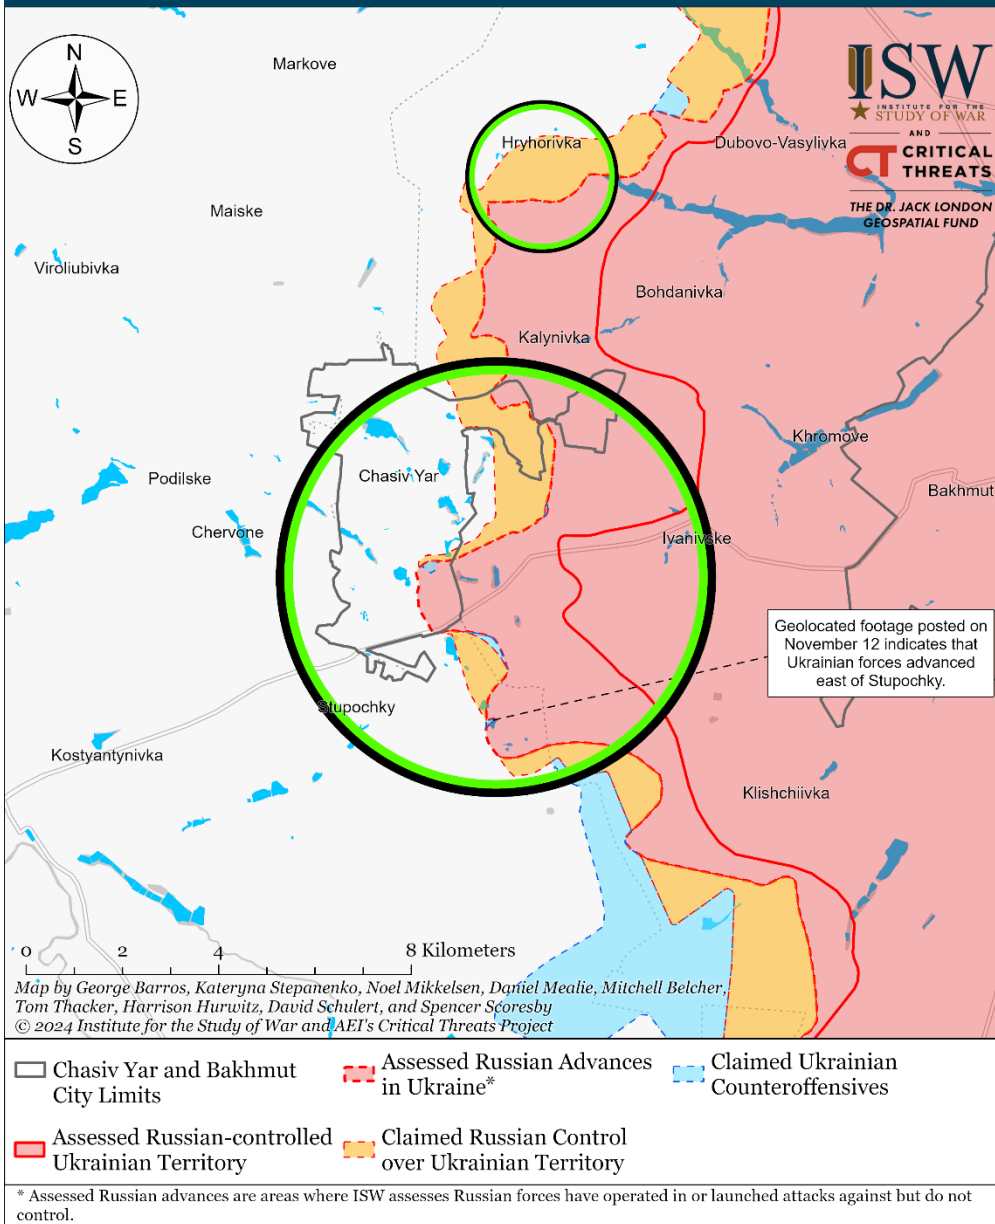 N
W
E
S
Markove
ISW
INSTITUTE FOR THE
STUDY OF WAR
AND
CT CRITICAL
THREATS
THE DR. JACK LONDON
GEOSPATIAL FUND
Hryhorivka
Dubovo-Vasylivka
Maiske
Viroliubivka
Bohdanivka
Kalynivka
Khromove
Podilske
Chasiv Yar
Bakhmut
Chervone
Ivanivske
Geolocated footage posted on
November 12 indicates that
Ukrainian forces advanced
east of Stupochky.
Stupochky
Kostyantynivka
Klishchiivka
0 2 4 8 Kilometers
Map by George Barros, Kateryna Stepanenko, Noel Mikkelsen, Daniel Mealie, Mitchell Belcher,
Tom Thacker, Harrison Hurwitz, David Schulert, and Spencer Scoresby
© 2024 Institute for the Study of War and AEI's Critical Threats Project
Chasiv Yar and Bakhmut
City Limits
Assessed Russian Advances
in Ukraine*
Claimed Ukrainian
Counteroffensives
Assessed Russian-controlled
Ukrainian Territory
Claimed Russian Control
over Ukrainian Territory
* Assessed Russian advances are areas where ISW assesses Russian forces have operated in or launched attacks against but do not
control.